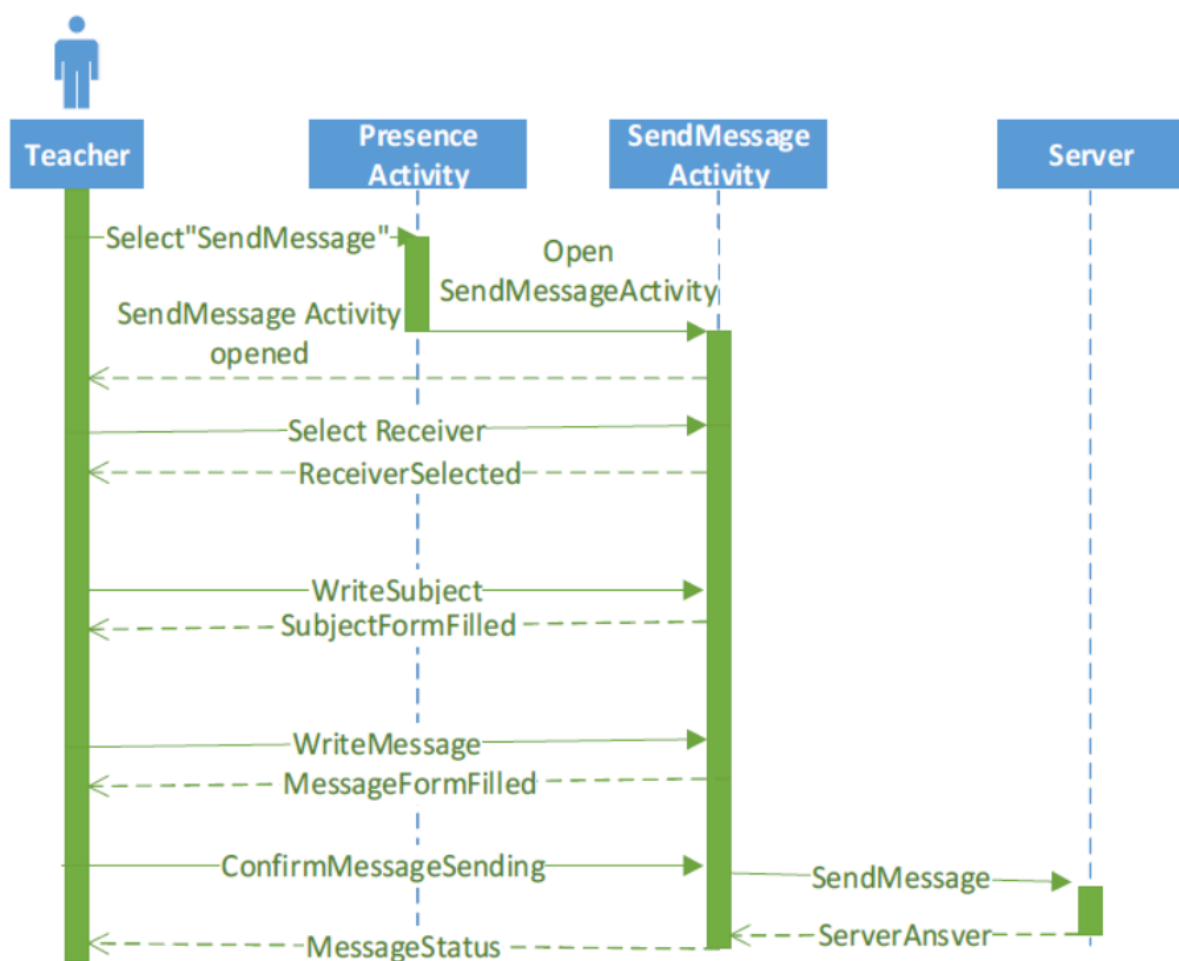 Teacher
Presence
Activity
SendMessage
Activity
Server
Select"SendMessage"
Open
SendMessageActivity
SendMessage Activity
opened
Select Receiver
ReceiverSelected
WriteSubject
SubjectFormFilled
WriteMessage
MessageFormFilled
ConfirmMessageSending
SendMessage
ServerAnsver
MessageStatus